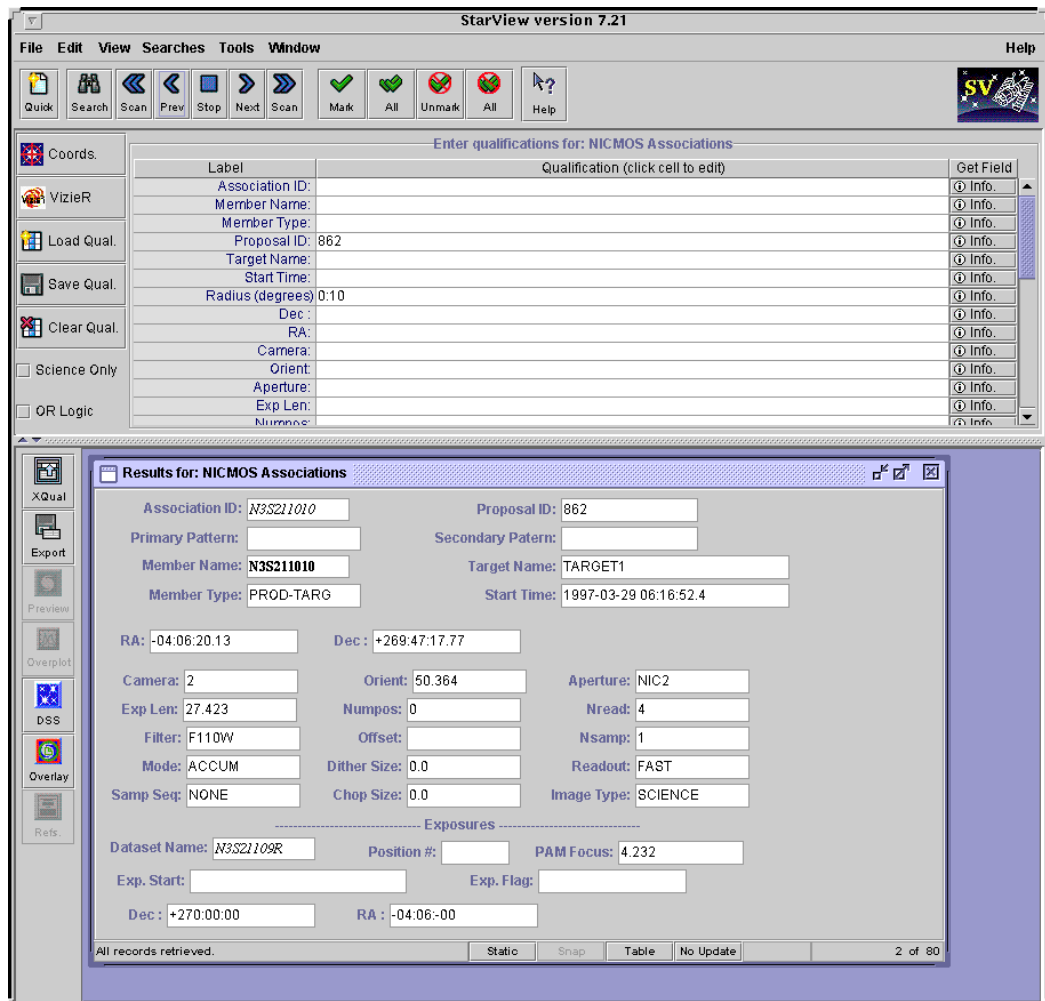 StarView version 7.21
File Edit View Searches Tools Window Help
Quick Search Scan Prev Stop Next Scan Mark All Unmark All Help
SV
Enter qualifications for: NICMOS Associations
Label Qualification (click cell to edit) Get Field
Coords.
VizieR
Load Qual.
Save Qual.
Clear Qual.
Science Only
OR Logic
Association ID: Info.
Member Name: Info.
Member Type: Info.
Proposal ID: 862 Info.
Target Name: Info.
Start Time: Info.
Radius (degrees) 0:10 Info.
Dec : Info.
RA: Info.
Camera: Info.
Orient: Info.
Aperture: Info.
Exp Len: Info.
Numpos: Info.
XQual
Export
Preview
Overplot
DSS
Overlay
Refs.
Results for: NICMOS Associations
Association ID: N3S211010 Proposal ID: 862
Primary Pattern: Secondary Patern:
Member Name: N3S211010 Target Name: TARGET1
Member Type: PROD-TARG Start Time: 1997-03-29 06:16:52.4
RA: -04:06:20.13 Dec : +269:47:17.77
Camera: 2 Orient: 50.364 Aperture: NIC2
Exp Len: 27.423 Numpos: 0 Nread: 4
Filter: F110W Offset: Nsamp: 1
Mode: ACCUM Dither Size: 0.0 Readout: FAST
Samp Seq: NONE Chop Size: 0.0 Image Type: SCIENCE
------------------------------- Exposures -------------------------------
Dataset Name: N3S21109R Position #: PAM Focus: 4.232
Exp. Start: Exp. Flag:
Dec : +270:00:00 RA : -04:06:-00
All records retrieved. Static Snap Table No Update 2 of 80